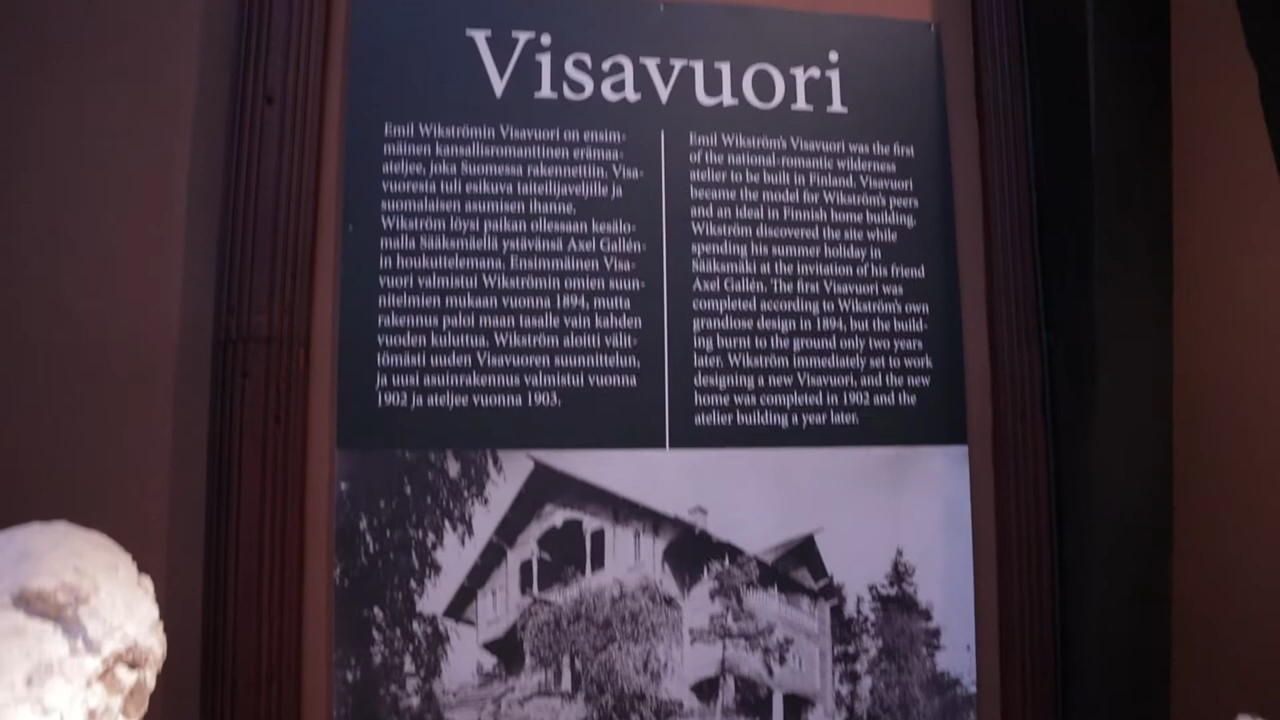 Visavuori
Emil Wikströmin Visavuori on ensim-
mäinen kansallisromanttinen erämaa-
ateljee, joka Suomessa rakennettiin. Visa-
vuoresta tuli esikuva taiteilijaveljille ja
suomalaisen asumisen ihanne.
Wikström löysi paikan ollessaan kesälo-
malla Sääksmäellä ystävänsä Axel Gallén-
in houkuttelemana. Ensimmäinen Visa-
vuori valmistui Wikströmin omien suun-
nitelmien mukaan vuonna 1894, mutta
rakennus paloi maan tasalle vain kahden
vuoden kuluttua. Wikström aloitti välit-
tömästi uuden Visavuoren suunnittelun,
ja uusi asuinrakennus valmistui vuonna
1902 ja ateljee vuonna 1903.
Emil Wikström's Visavuori was the first
of the national-romantic wilderness
atelier to be built in Finland. Visavuori
became the model for Wikström's peers
and an ideal in Finnish home building.
Wikström discovered the site while
spending his summer holiday in
Sääksmäki at the invitation of his friend
Axel Gallén. The first Visavuori was
completed according to Wikström's own
grandiose design in 1894, but the build-
ing burnt to the ground only two years
later. Wikström immediately set to work
designing a new Visavuori, and the new
home was completed in 1902 and the
atelier building a year later.